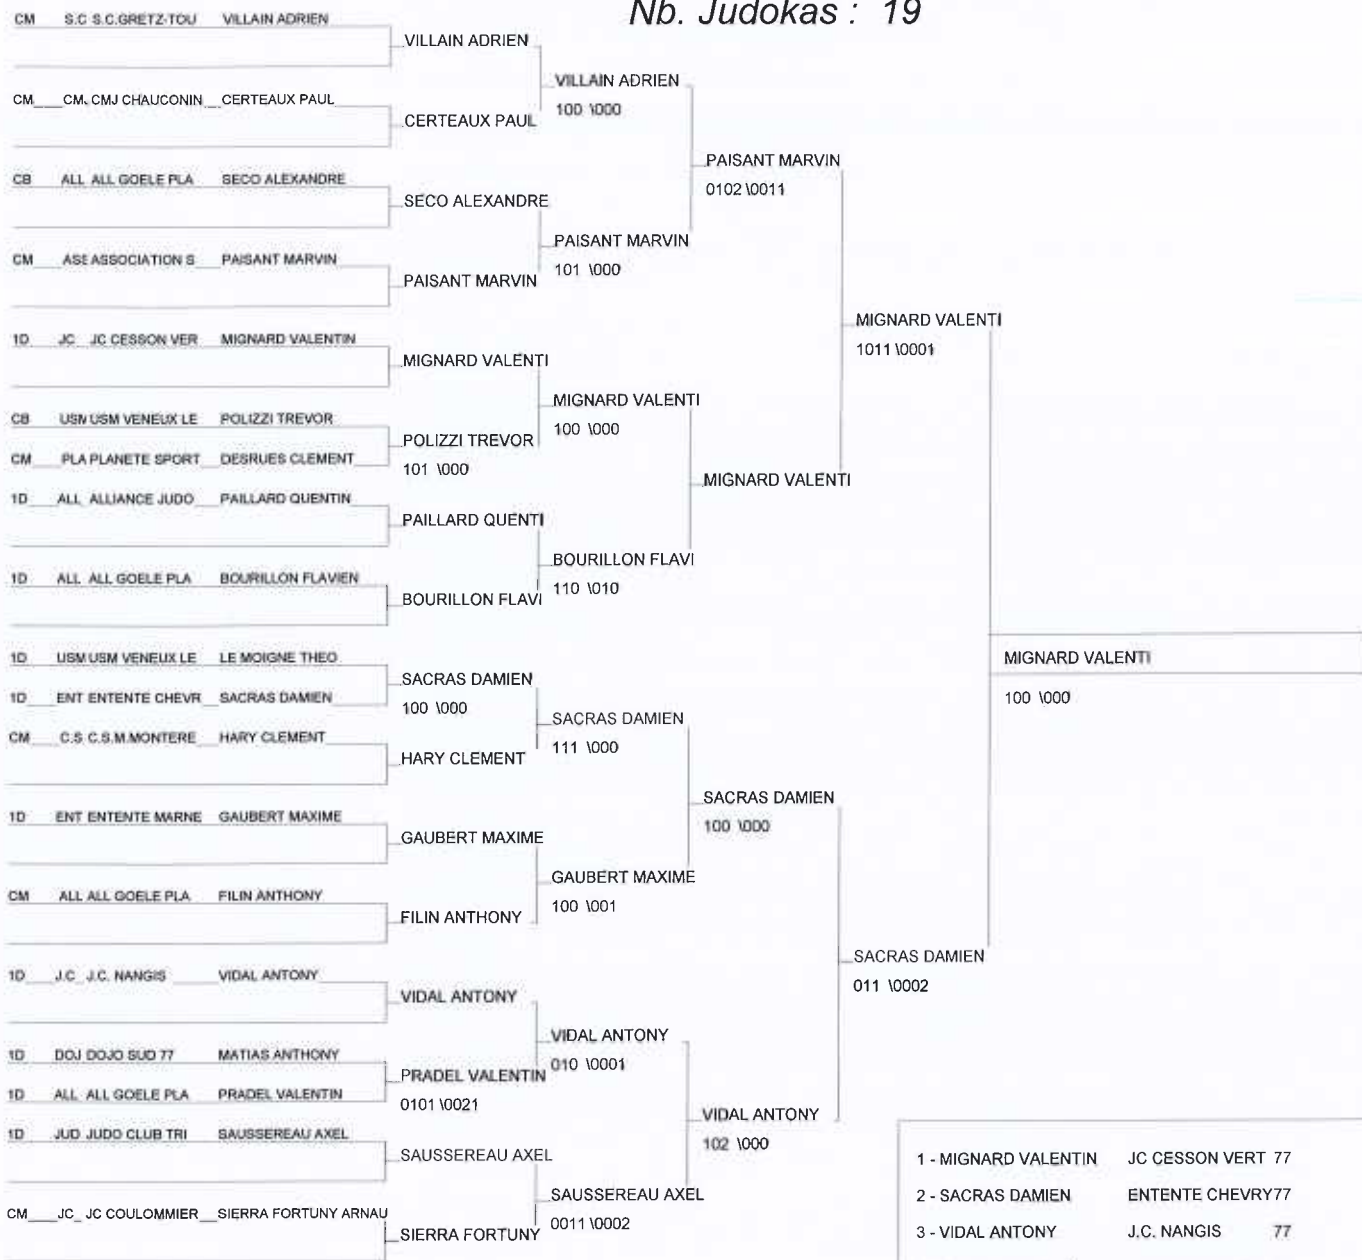 Nb. Judokas : 19
CM S.C S.C.GRETZ-TOU VILLAIN ADRIEN
VILLAIN ADRIEN
VILLAIN ADRIEN
100 \000
CM CM. CMJ CHAUCONIN CERTEAUX PAUL
CERTEAUX PAUL
PAISANT MARVIN
0102 \0011
CB ALL ALL GOELE PLA SECO ALEXANDRE
SECO ALEXANDRE
PAISANT MARVIN
101 \000
CM ASE ASSOCIATION S PAISANT MARVIN
PAISANT MARVIN
MIGNARD VALENTI
1011 \0001
1D JC JC CESSON VER MIGNARD VALENTIN
MIGNARD VALENTI
MIGNARD VALENTI
100 \000
CB USM USM VENEUX LE POLIZZI TREVOR
POLIZZI TREVOR
101 \000
CM PLA PLANETE SPORT DESRUES CLEMENT
MIGNARD VALENTI
1D ALL ALLIANCE JUDO PAILLARD QUENTIN
PAILLARD QUENTI
BOURILLON FLAVI
110 \010
1D ALL ALL GOELE PLA BOURILLON FLAVIEN
BOURILLON FLAVI
MIGNARD VALENTI
100 \000
1D USM USM VENEUX LE LE MOIGNE THEO
SACRAS DAMIEN
100 \000
1D ENT ENTENTE CHEVR SACRAS DAMIEN
SACRAS DAMIEN
111 \000
CM C.S C.S.M.MONTERE HARY CLEMENT
HARY CLEMENT
SACRAS DAMIEN
100 \000
1D ENT ENTENTE MARNE GAUBERT MAXIME
GAUBERT MAXIME
GAUBERT MAXIME
100 \001
CM ALL ALL GOELE PLA FILIN ANTHONY
FILIN ANTHONY
SACRAS DAMIEN
011 \0002
1D J.C J.C. NANGIS VIDAL ANTONY
VIDAL ANTONY
VIDAL ANTONY
010 \0001
1D DOJ DOJO SUD 77 MATIAS ANTHONY
PRADEL VALENTIN
0101 \0021
1D ALL ALL GOELE PLA PRADEL VALENTIN
VIDAL ANTONY
102 \000
1D JUD JUDO CLUB TRI SAUSSEREAU AXEL
SAUSSEREAU AXEL
SAUSSEREAU AXEL
0011 \0002
CM JC JC COULOMMIER SIERRA FORTUNY ARNAU
SIERRA FORTUNY
1 - MIGNARD VALENTIN JC CESSON VERT 77
2 - SACRAS DAMIEN ENTENTE CHEVRY77
3 - VIDAL ANTONY J.C. NANGIS 77